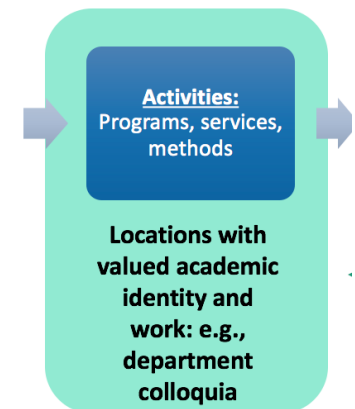 Activities:
Programs, services,
methods
Locations with
valued academic
identity and
work: e.g.,
department
colloquia